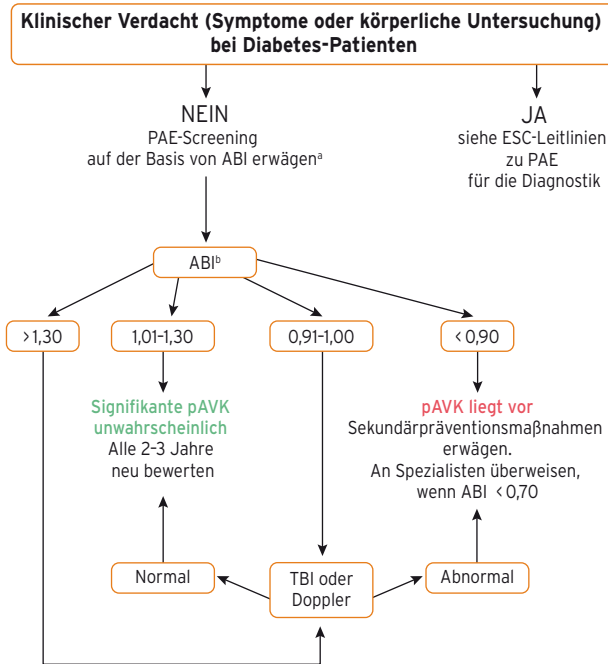 Klinischer Verdacht (Symptome oder körperliche Untersuchung)
bei Diabetes-Patienten
NEIN
PAE-Screening
auf der Basis von ABI erwägenᵃ
JA
siehe ESC-Leitlinien
zu PAE
für die Diagnostik
ABIᵇ
>1,30
1,01-1,30
0,91-1,00
<0,90
Signifikante pAVK
unwahrscheinlich
Alle 2-3 Jahre
neu bewerten
pAVK liegt vor
Sekundärpräventionsmaßnahmen
erwägen.
An Spezialisten überweisen,
wenn ABI <0,70
Normal
TBI oder
Doppler
Abnormal